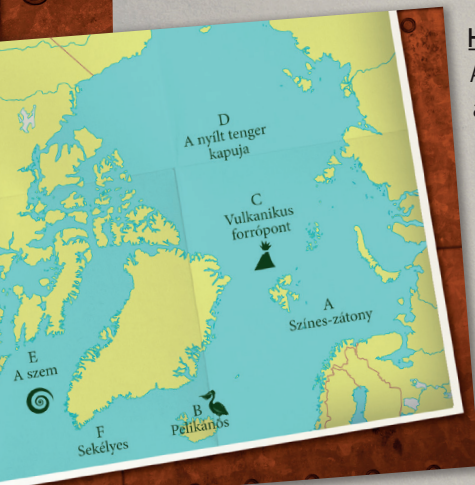 D
A nyílt tenger
kapuja
C
Vulkanikus
forrópont
A
Színes-zátony
E
A szem
B
Pelikános
F
Sekélyes